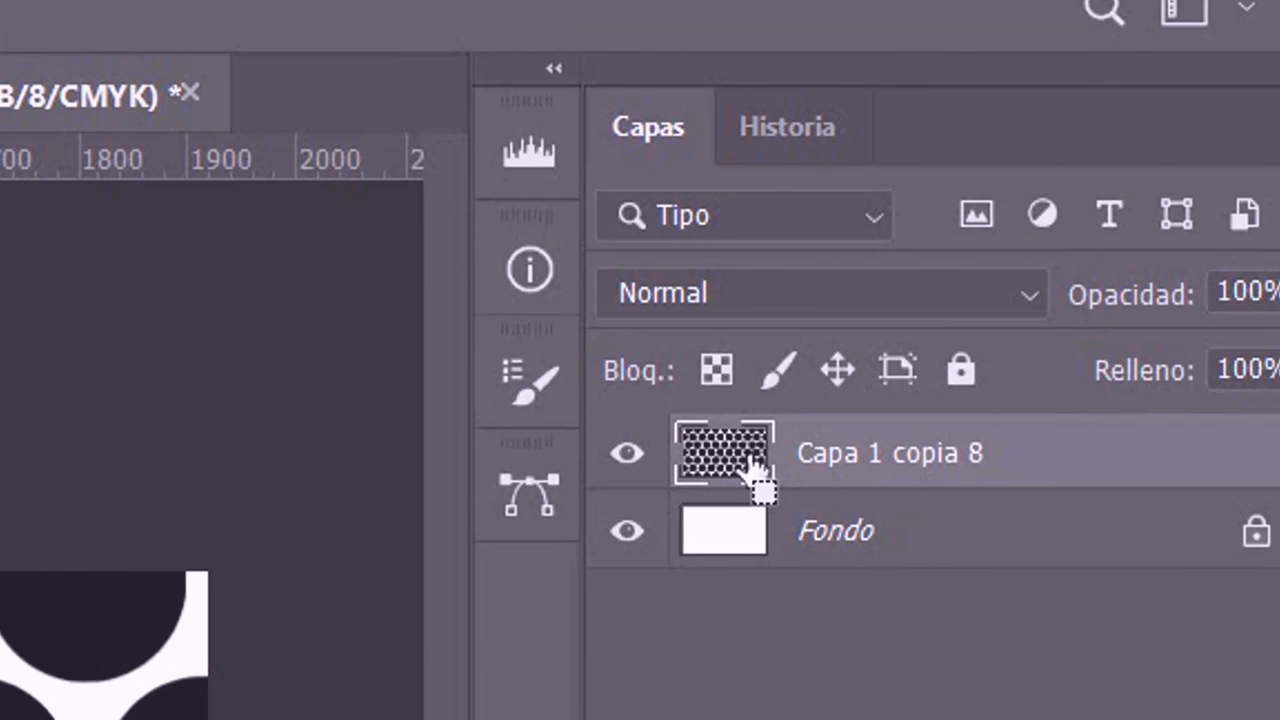 B/8/CMYK) *
00 1800 1900 2000 2
Capas Historia
Tipo
Normal Opacidad: 100%
Bloq.: Relleno: 100%
Capa 1 copia 8
Fondo